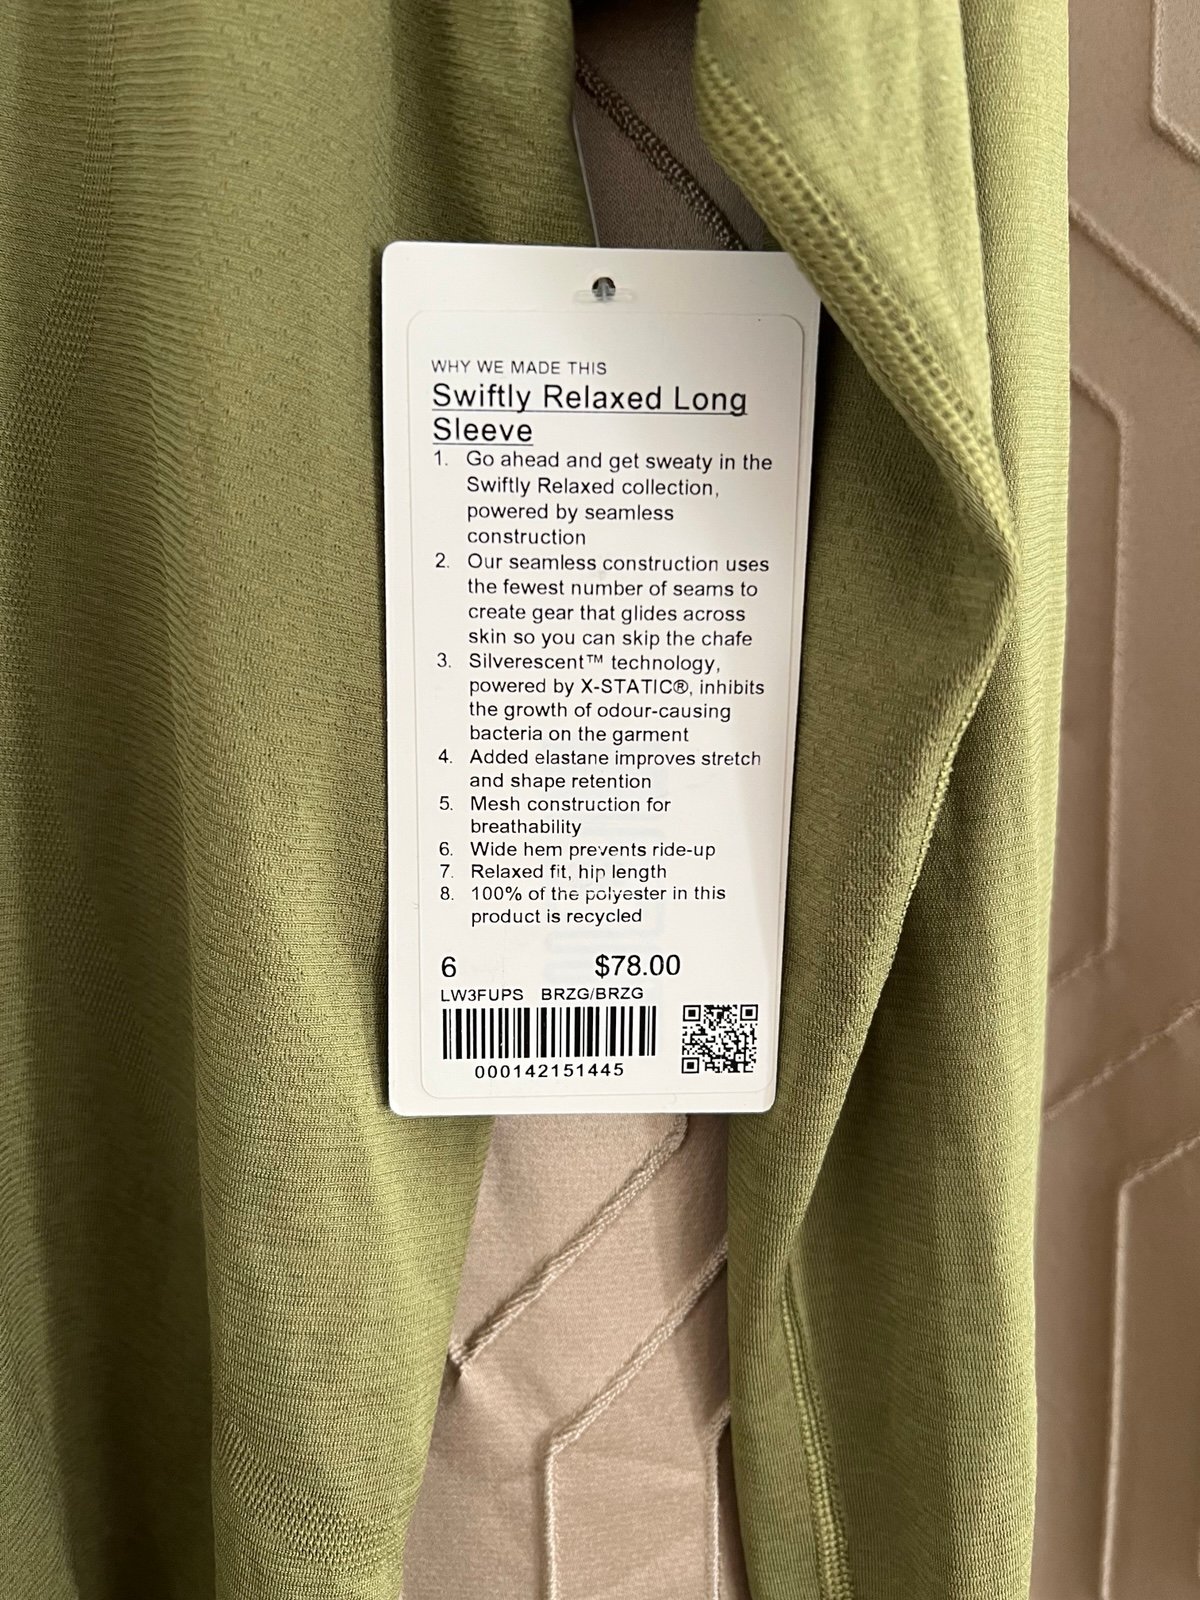 WHY WE MADE THIS
Swiftly Relaxed Long
Sleeve
1. Go ahead and get sweaty in the
Swiftly Relaxed collection,
powered by seamless
construction
2. Our seamless construction uses
the fewest number of seams to
create gear that glides across
skin so you can skip the chafe
3. Silverescent™ technology,
powered by X-STATIC®, inhibits
the growth of odour-causing
bacteria on the garment
4. Added elastane improves stretch
and shape retention
5. Mesh construction for
breathability
6. Wide hem prevents ride-up
7. Relaxed fit, hip length
8. 100% of the polyester in this
product is recycled
6 $78.00
LW3FUPS BRZG/BRZG
000142151445